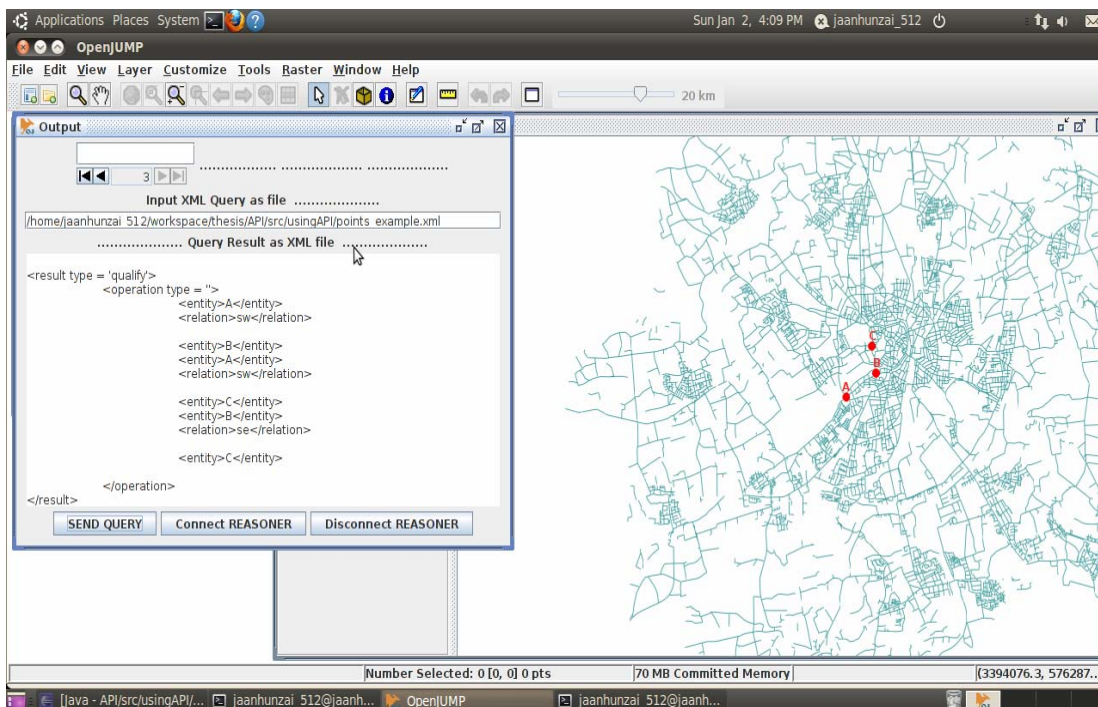 Applications Places System
Sun Jan 2, 4:09 PM jaanhunzai_512
OpenJUMP
File Edit View Layer Customize Tools Raster Window Help
20 km
Output
3
Input XML Query as file ....................
/home/jaanhunzai_512/workspace/thesis/API/src/usingAPI/points_example.xml
.................... Query Result as XML file ....................
<result type = 'qualify'>
<operation type = ''>
<entity>A</entity>
<relation>sw</relation>
<entity>B</entity>
<entity>A</entity>
<relation>sw</relation>
<entity>C</entity>
<entity>B</entity>
<relation>se</relation>
<entity>C</entity>
</operation>
</result>
SEND QUERY Connect REASONER Disconnect REASONER
C
B
A
Number Selected: 0 [0, 0] 0 pts
70 MB Committed Memory
(3394076.3, 576287...
[Java - API/src/usingAPI/... jaanhunzai_512@jaanh... OpenJUMP jaanhunzai_512@jaanh...